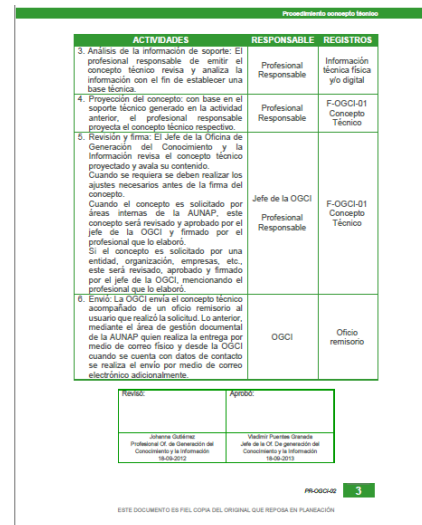 Procedimiento concepto técnico
ACTIVIDADES RESPONSABLE REGISTROS
3. Análisis de la información de soporte: El
profesional responsable de emitir el
concepto técnico revisa y analiza la
información con el fin de establecer una
base técnica.
Profesional
Responsable
Información
técnica física
y/o digital
4. Proyección del concepto: con base en el
soporte técnico generado en la actividad
anterior, el profesional responsable
proyecta el concepto técnico respectivo.
Profesional
Responsable
F-OGCI-01
Concepto
Técnico
5. Revisión y firma: El Jefe de la Oficina de
Generación del Conocimiento y la
Información revisa el concepto técnico
proyectado y avala su contenido.
Cuando se requiera se deben realizar los
ajustes necesarios antes de la firma del
concepto.
Cuando el concepto es solicitado por
áreas internas de la AUNAP, este
concepto será revisado y aprobado por el
jefe de la OGCI y firmado por el
profesional que lo elaboró.
Si el concepto es solicitado por una
entidad, organización, empresas, etc.,
este será revisado, aprobado y firmado
por el jefe de la OGCI, mencionando el
profesional que lo elaboró.
Jefe de la OGCI
Profesional
Responsable
F-OGCI-01
Concepto
Técnico
6. Envió: La OGCI envía el concepto técnico
acompañado de un oficio remisorio al
usuario que realizó la solicitud. Lo anterior,
mediante el área de gestión documental
de la AUNAP quien realiza la entrega por
medio de correo físico y desde la OGCI
cuando se cuenta con datos de contacto
se realiza el envío por medio de correo
electrónico adicionalmente.
OGCI
Oficio
remisorio
Revisó: Aprobó:
Johanna Gutiérrez
Profesional Of. de Generación del
Conocimiento y la Información
16-09-2012
Vladimir Puentes Granada
Jefe de la Of. De generación del
Conocimiento y la Información
18-09-2013
PR-OGCI-02 3
ESTE DOCUMENTO ES FIEL COPIA DEL ORIGINAL QUE REPOSA EN PLANEACIÓN